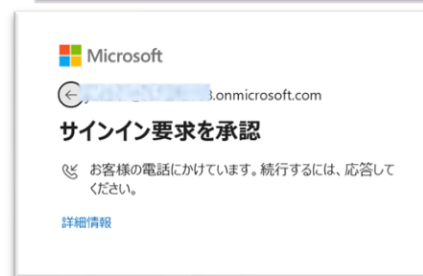 Microsoft
.onmicrosoft.com
サインイン要求を承認
お客様の電話にかけています。続行するには、応答して
ください。
詳細情報